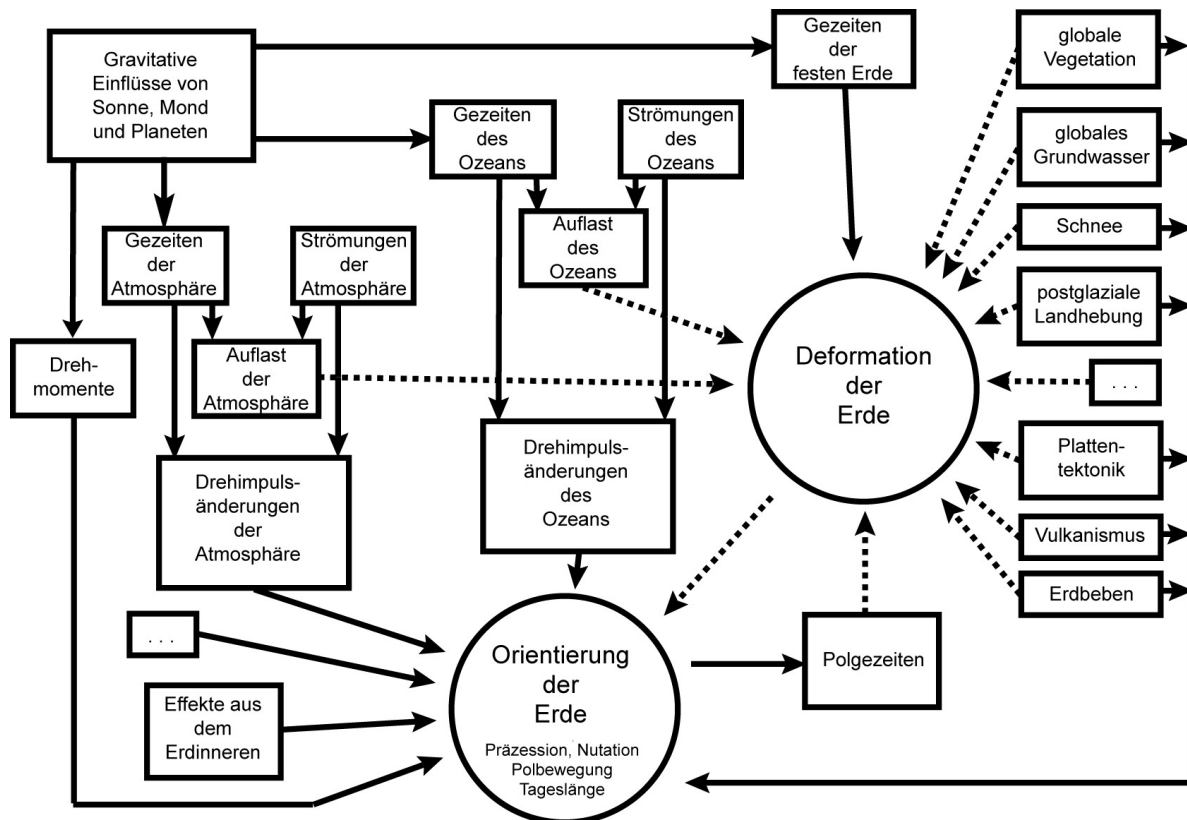 Gravitative
Einflüsse von
Sonne, Mond
und Planeten
Gezeiten
der
festen Erde
globale
Vegetation
Gezeiten
des
Ozeans
Strömungen
des
Ozeans
globales
Grundwasser
Auflast
des
Ozeans
Schnee
Gezeiten
der
Atmosphäre
Strömungen
der
Atmosphäre
postglaziale
Landhebung
Dreh-
momente
Auflast
der
Atmosphäre
Deformation
der
Erde
. . .
Drehimpuls-
änderungen
der
Atmosphäre
Drehimpuls-
änderungen
des
Ozeans
Platten-
tektonik
Vulkanismus
Erdbeben
. . .
Effekte aus
dem
Erdinneren
Orientierung
der
Erde
Präzession, Nutation
Polbewegung
Tageslänge
Polgezeiten